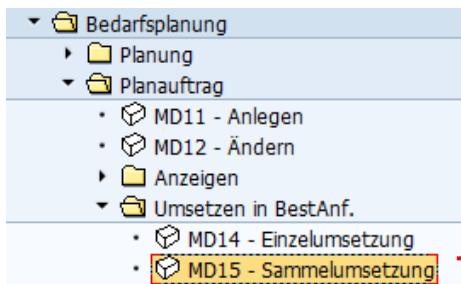 Bedarfsplanung
Planung
Planauftrag
MD11 - Anlegen
MD12 - Ändern
Anzeigen
Umsetzen in BestAnf.
MD14 - Einzelumsetzung
MD15 - Sammelumsetzung